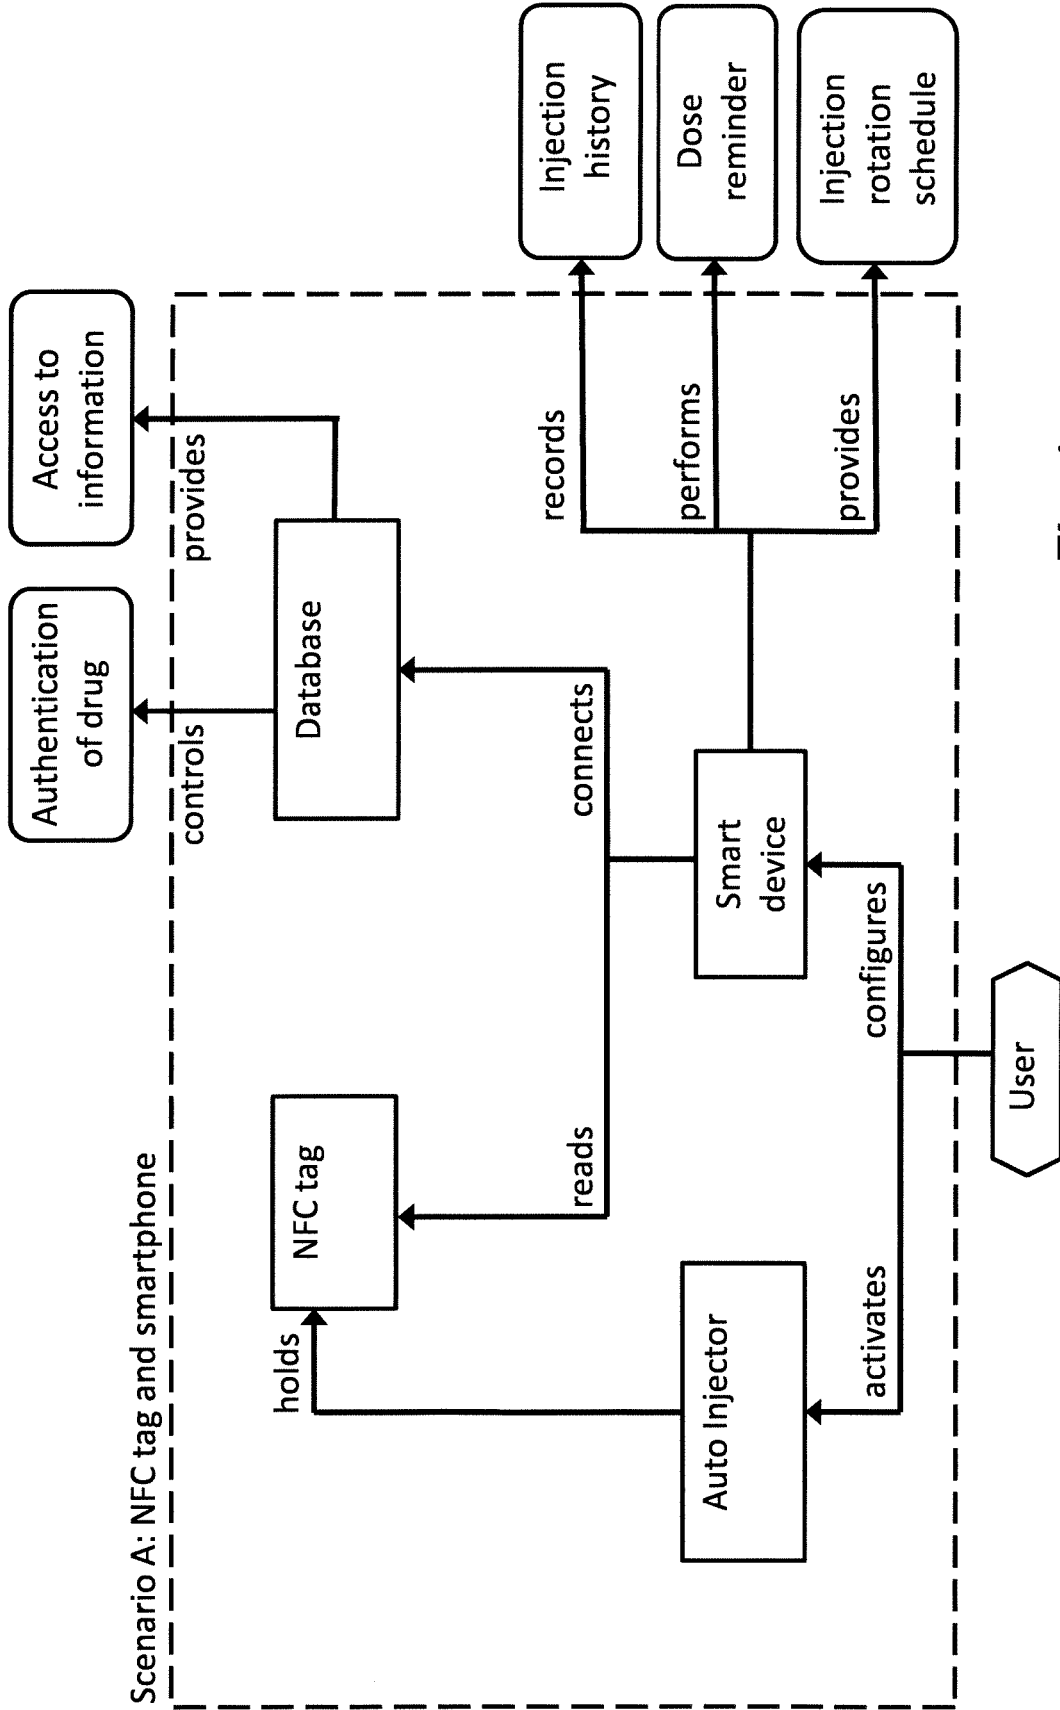 Scenario A: NFC tag and smartphone
Authentication
of drug
Access to
information
controls
provides
holds
NFC tag
Database
reads
connects
records
Injection
history
Auto Injector
Smart
device
performs
Dose
reminder
activates
configures
provides
Injection
rotation
schedule
User